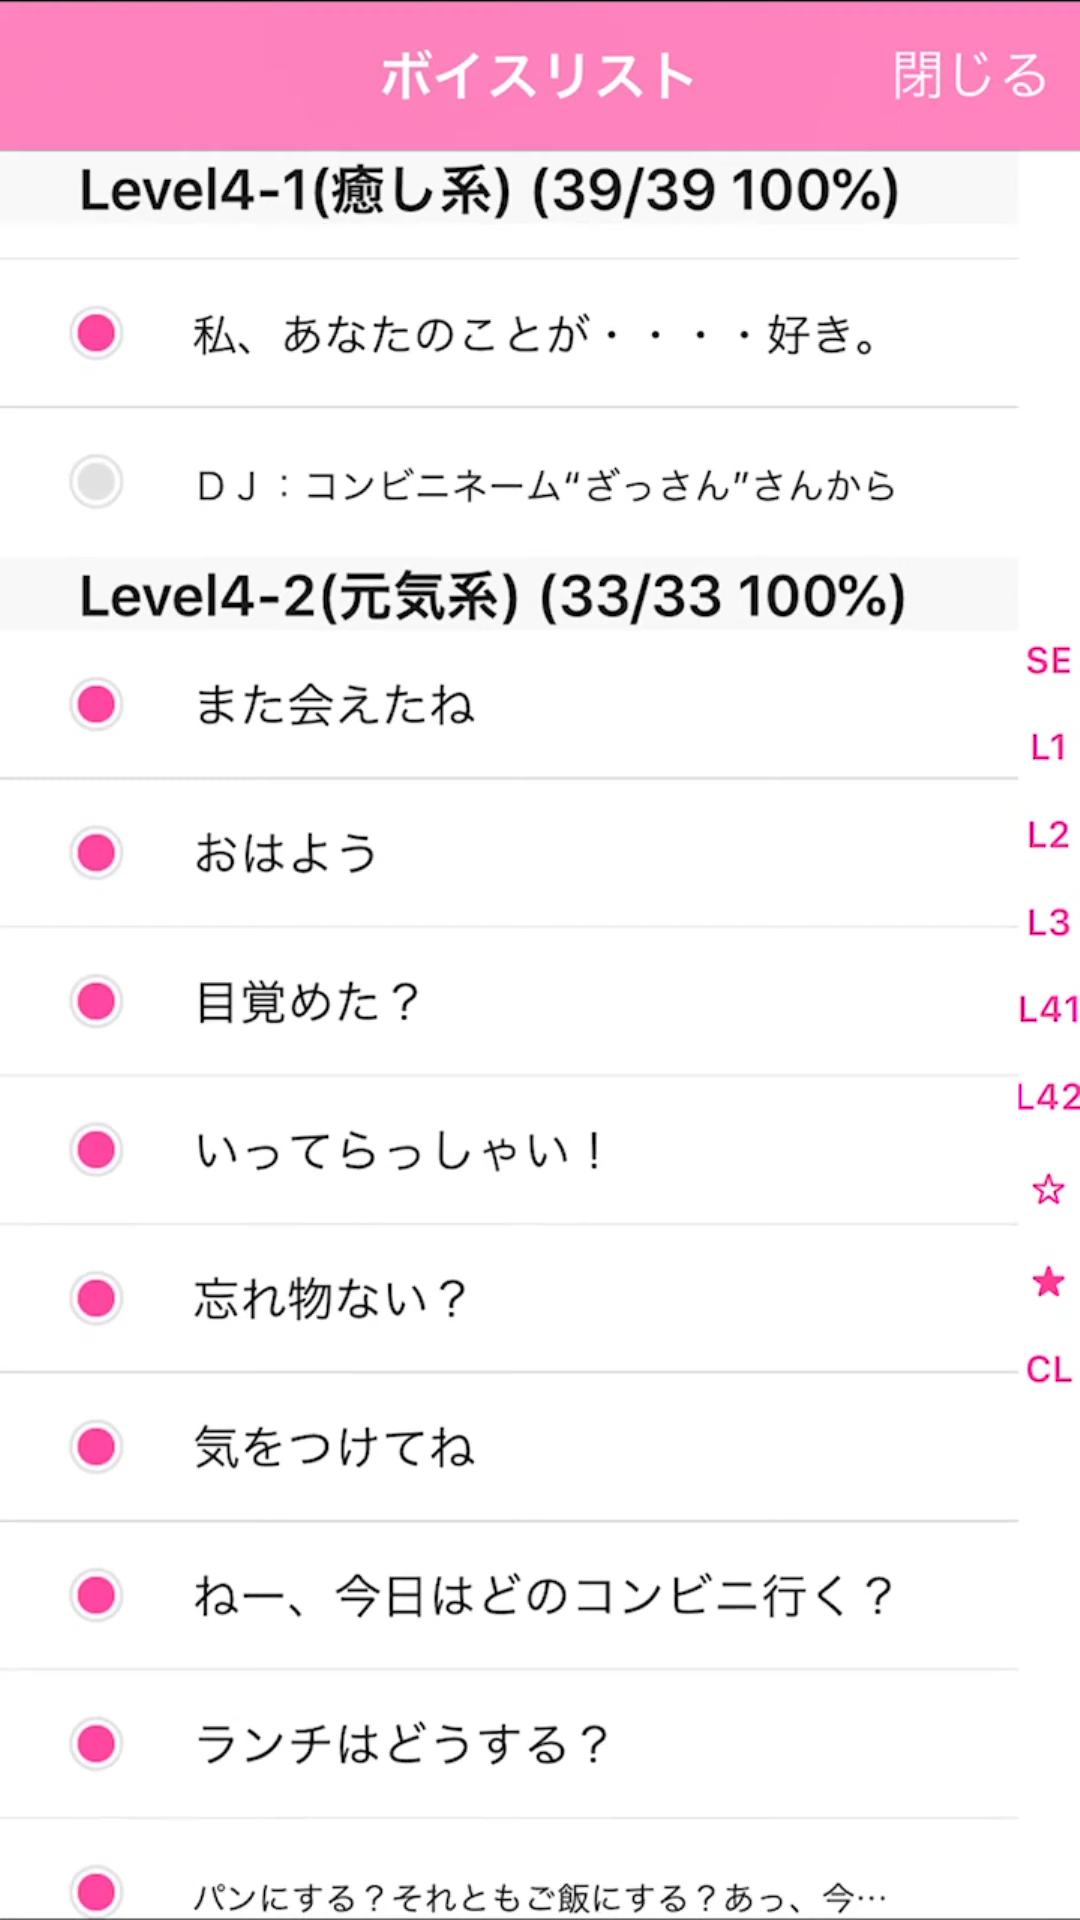 ボイスリスト
閉じる
Level4-1(癒し系) (39/39 100%)
私、あなたのことが・・・・好き。
ＤＪ：コンビニネーム“ざっさん”さんから
Level4-2(元気系) (33/33 100%)
また会えたね
おはよう
目覚めた？
いってらっしゃい！
忘れ物ない？
気をつけてね
ねー、今日はどのコンビニ行く？
ランチはどうする？
パンにする？それともご飯にする？あっ、今…
SE
L1
L2
L3
L41
L42
☆
★
CL